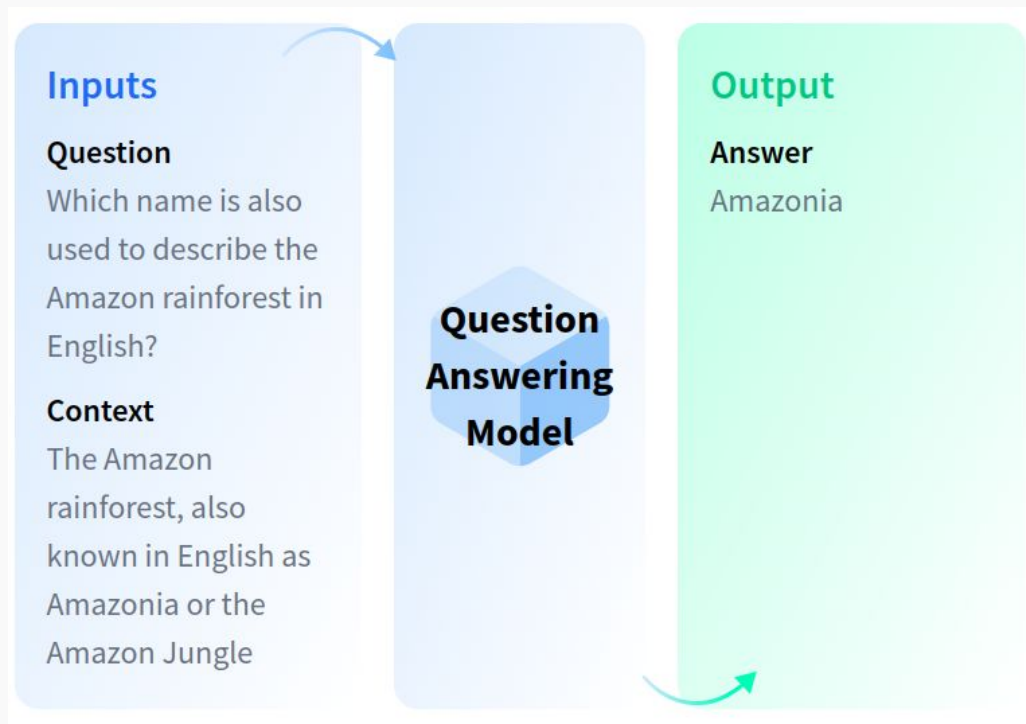 Inputs
Question
Which name is also
used to describe the
Amazon rainforest in
English?
Context
The Amazon
rainforest, also
known in English as
Amazonia or the
Amazon Jungle
Question
Answering
Model
Output
Answer
Amazonia